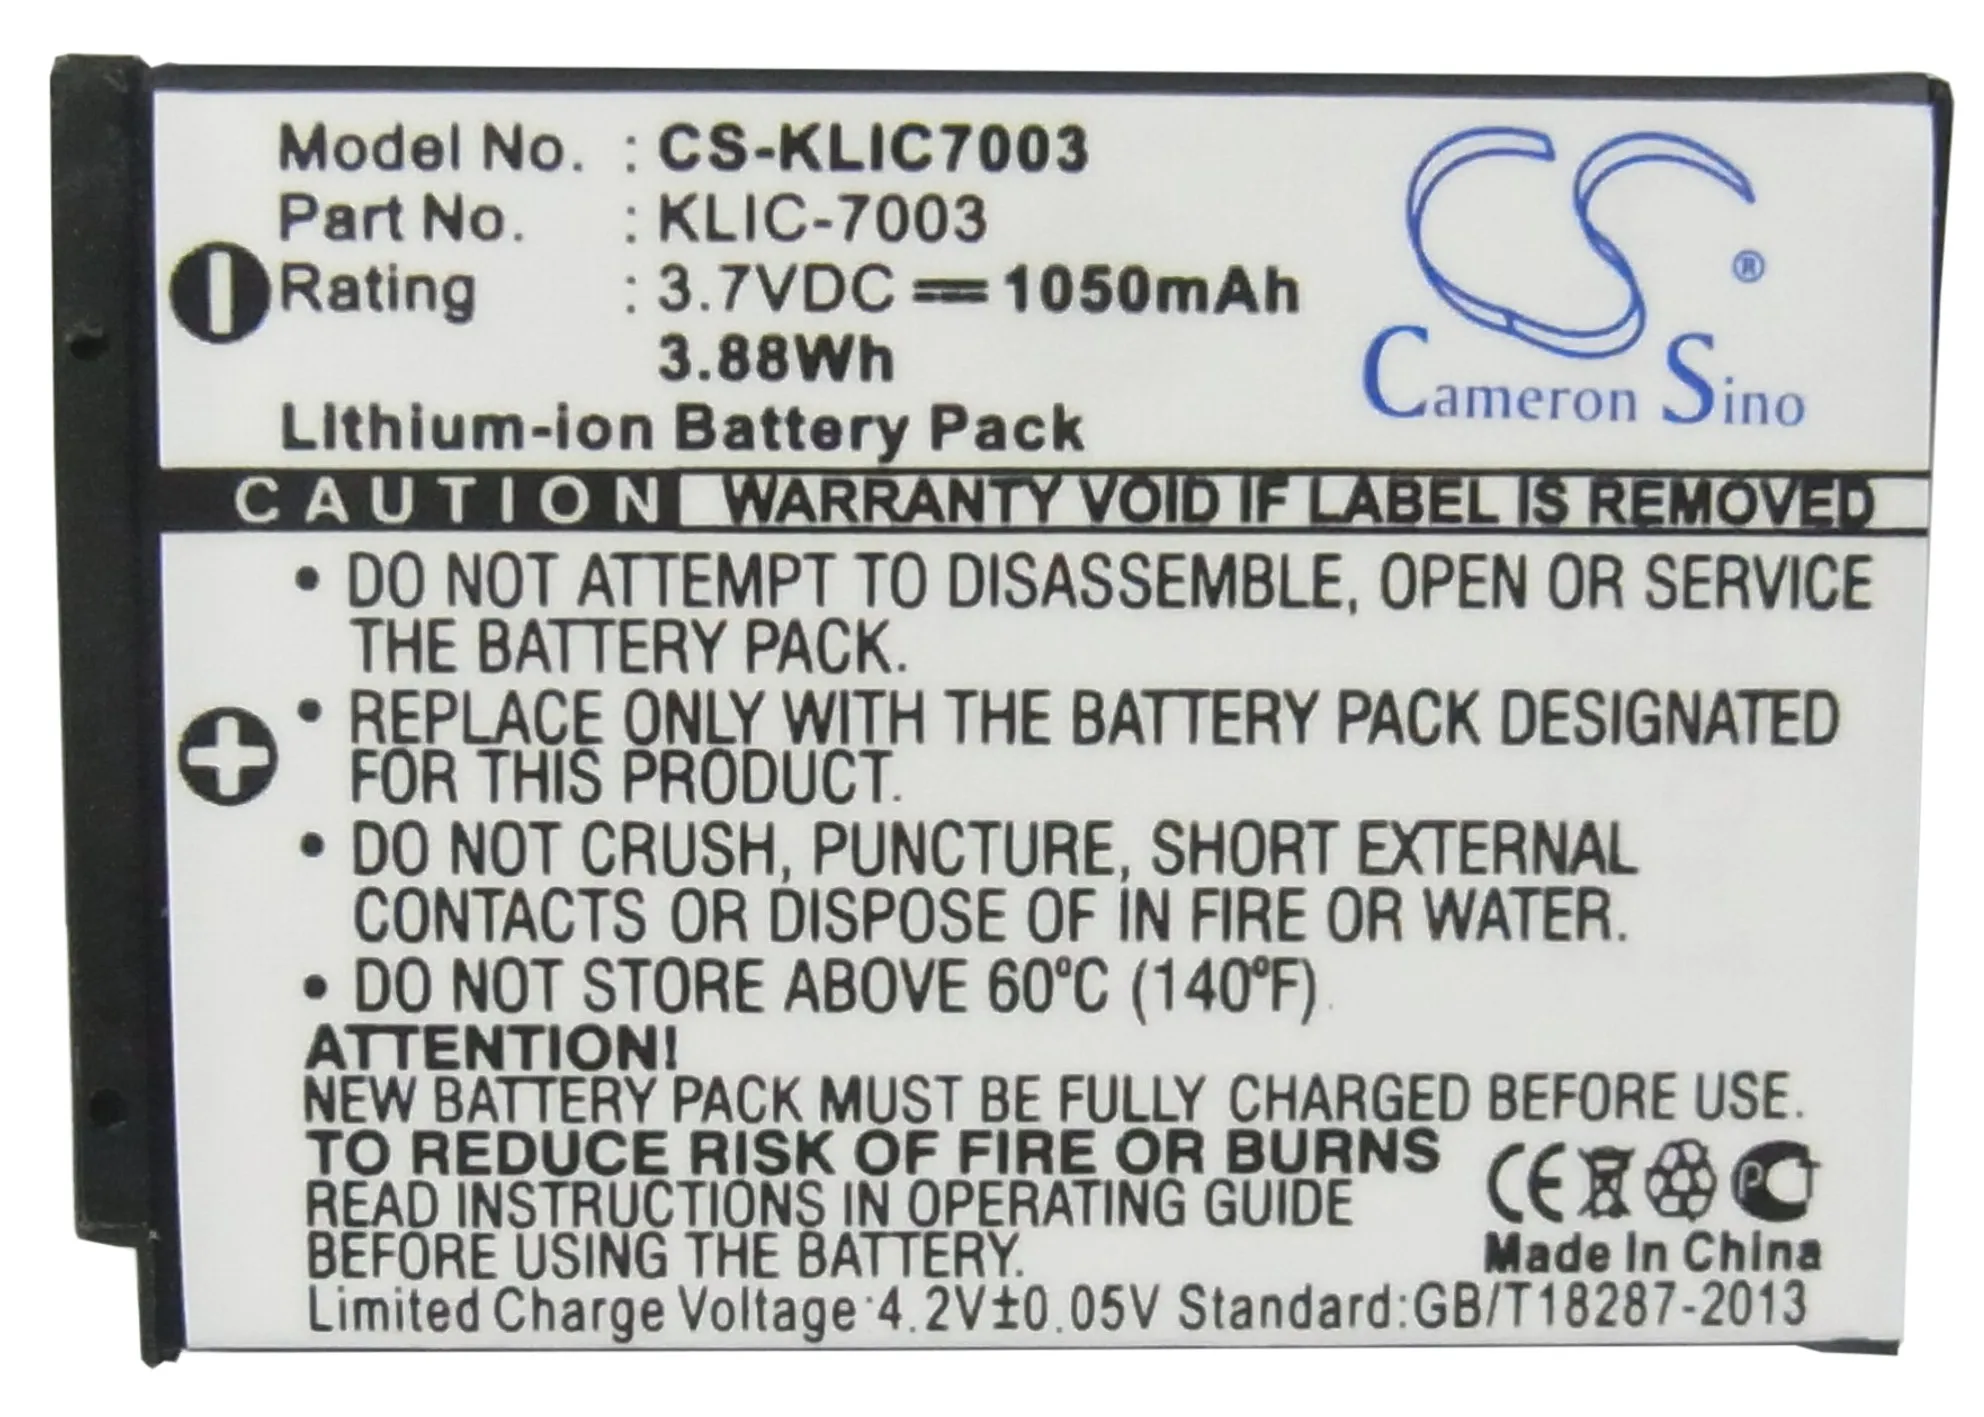 Model No. : CS-KLIC7003
Part No. : KLIC-7003
Rating : 3.7VDC 1050mAh
3.88Wh
Lithium-ion Battery Pack
CS ®
Cameron Sino
CAUTION WARRANTY VOID IF LABEL IS REMOVED
• DO NOT ATTEMPT TO DISASSEMBLE, OPEN OR SERVICE
THE BATTERY PACK.
• REPLACE ONLY WITH THE BATTERY PACK DESIGNATED
FOR THIS PRODUCT.
• DO NOT CRUSH, PUNCTURE, SHORT EXTERNAL
CONTACTS OR DISPOSE OF IN FIRE OR WATER.
• DO NOT STORE ABOVE 60ºC (140ºF)
ATTENTION!
NEW BATTERY PACK MUST BE FULLY CHARGED BEFORE USE.
TO REDUCE RISK OF FIRE OR BURNS
READ INSTRUCTIONS IN OPERATING GUIDE
BEFORE USING THE BATTERY.
CE PCT
Made In China
Limited Charge Voltage:4.2V±0.05V Standard:GB/T18287-2013